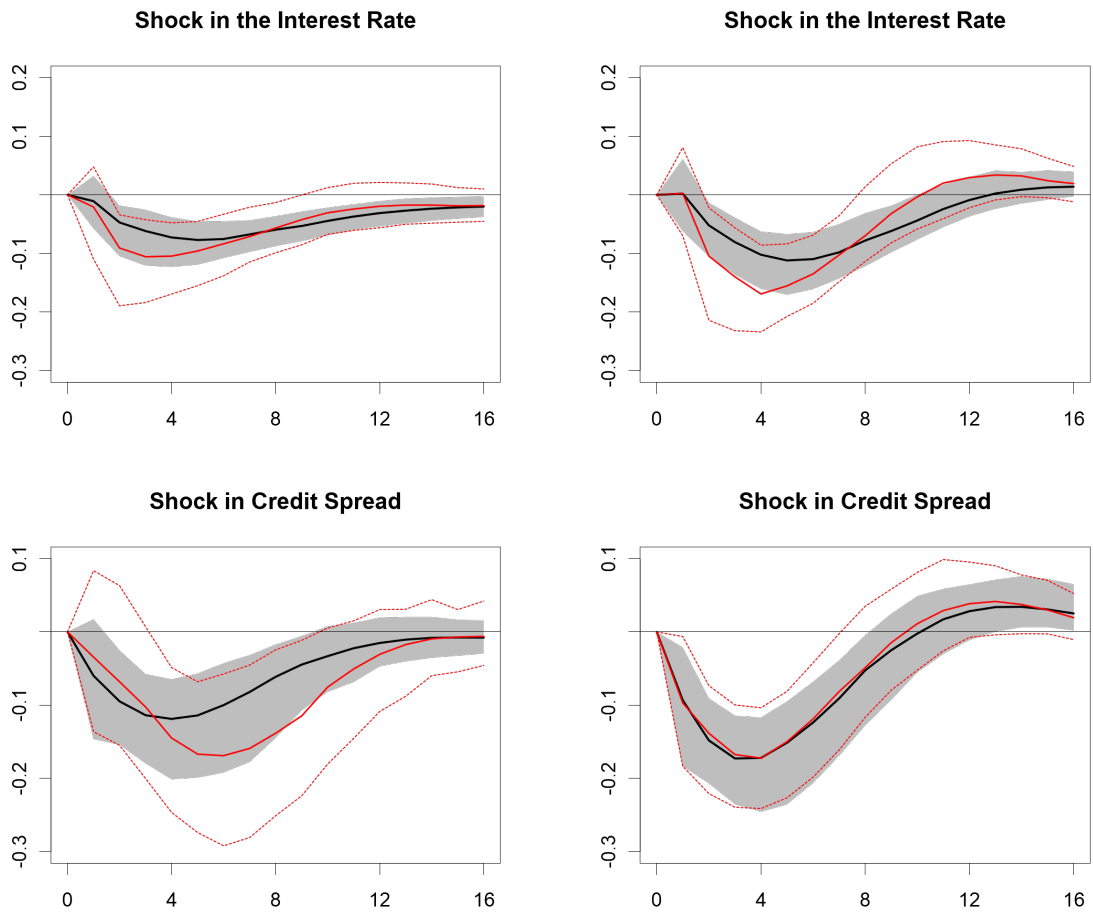 Shock in the Interest Rate
0.2
0.1
-0.1
-0.2
-0.3
0 4 8 12 16
Shock in the Interest Rate
0.2
0.1
-0.1
-0.2
-0.3
0 4 8 12 16
Shock in Credit Spread
0.1
-0.1
-0.2
-0.3
0 4 8 12 16
Shock in Credit Spread
0.1
-0.1
-0.2
-0.3
0 4 8 12 16